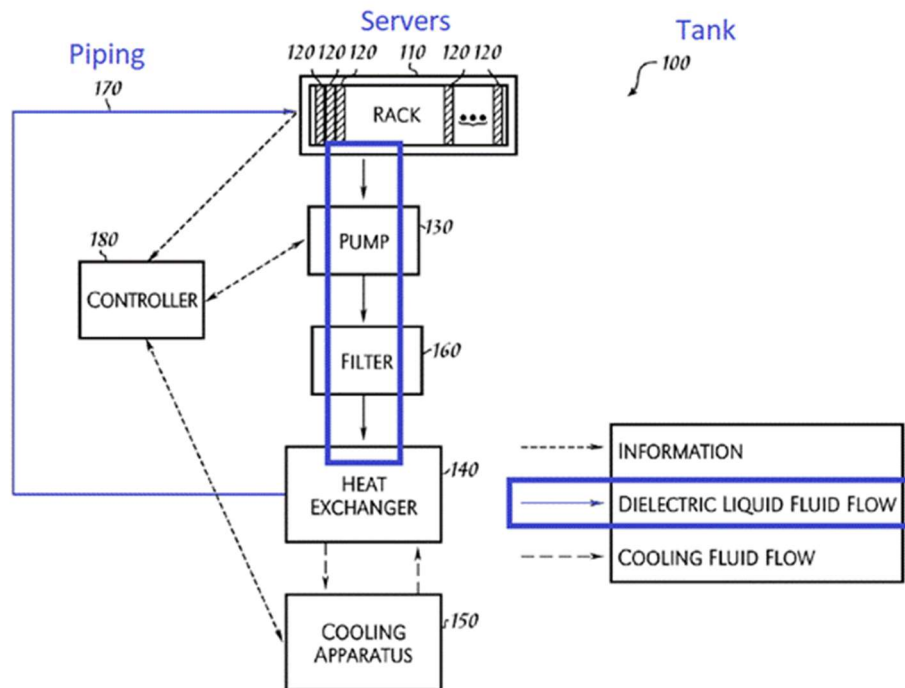 Servers
Piping
Tank
120 120 120 110 120 120
100
170
RACK
130
PUMP
180
CONTROLLER
160
FILTER
140
HEAT
EXCHANGER
150
COOLING
APPARATUS
INFORMATION
DIELECTRIC LIQUID FLUID FLOW
COOLING FLUID FLOW